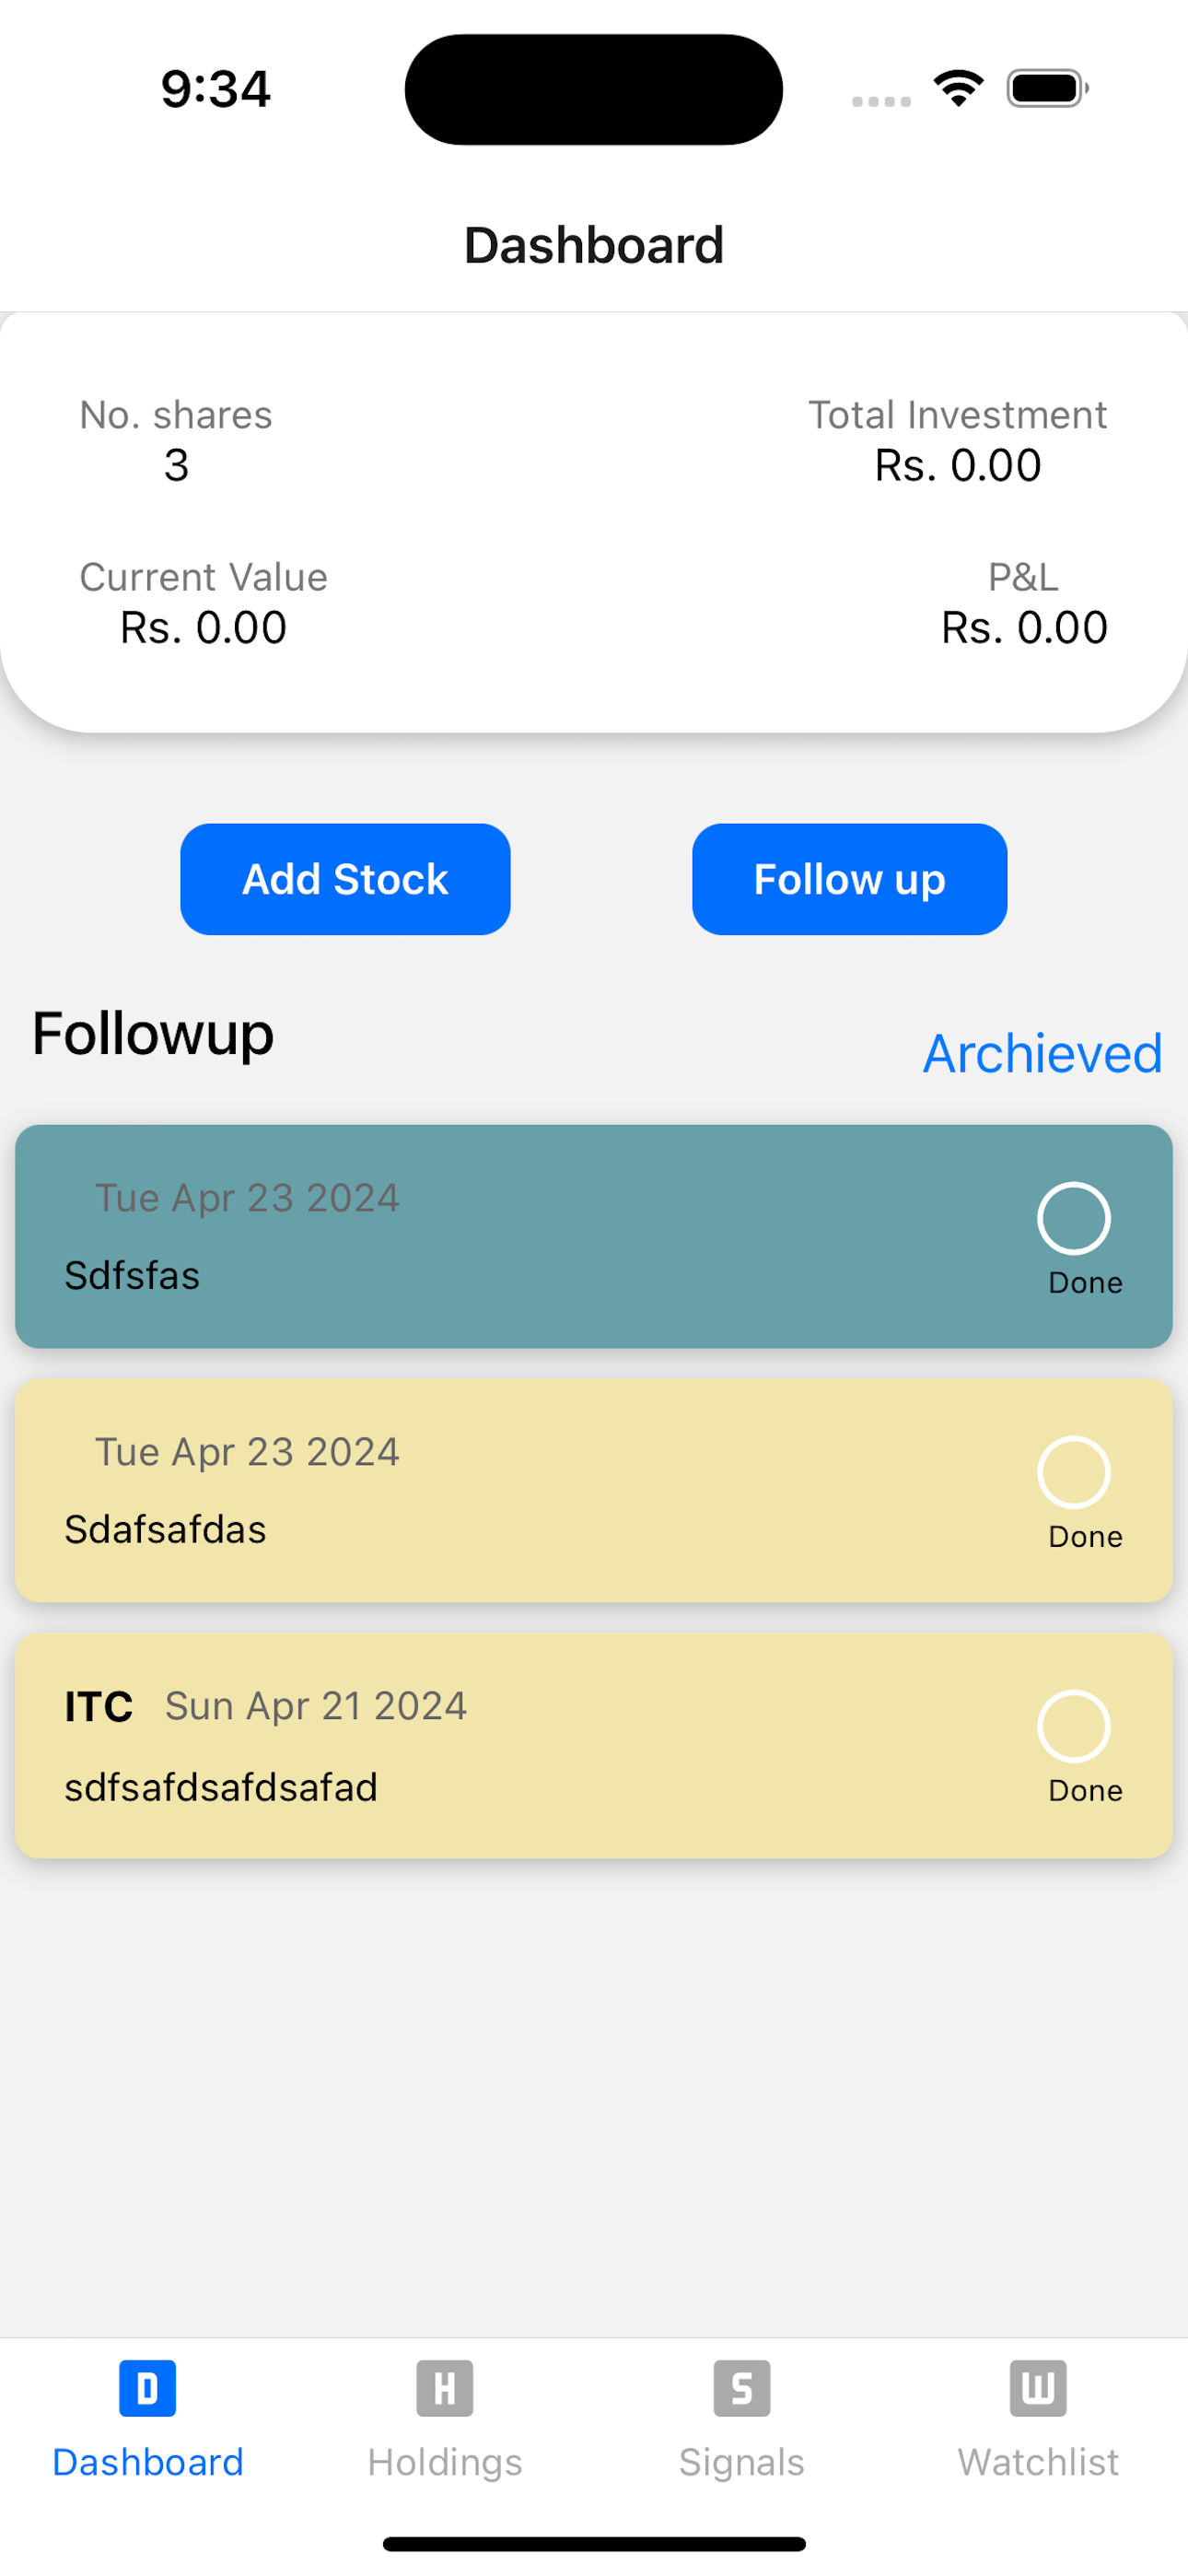 9:34
Dashboard
No. shares
3
Total Investment
Rs. 0.00
Current Value
Rs. 0.00
P&L
Rs. 0.00
Add Stock
Follow up
Followup
Archieved
Tue Apr 23 2024
Sdfsfas
Done
Tue Apr 23 2024
Sdafsafdas
Done
ITC Sun Apr 21 2024
sdfsafdsafdsafad
Done
D
Dashboard
H
Holdings
S
Signals
W
Watchlist